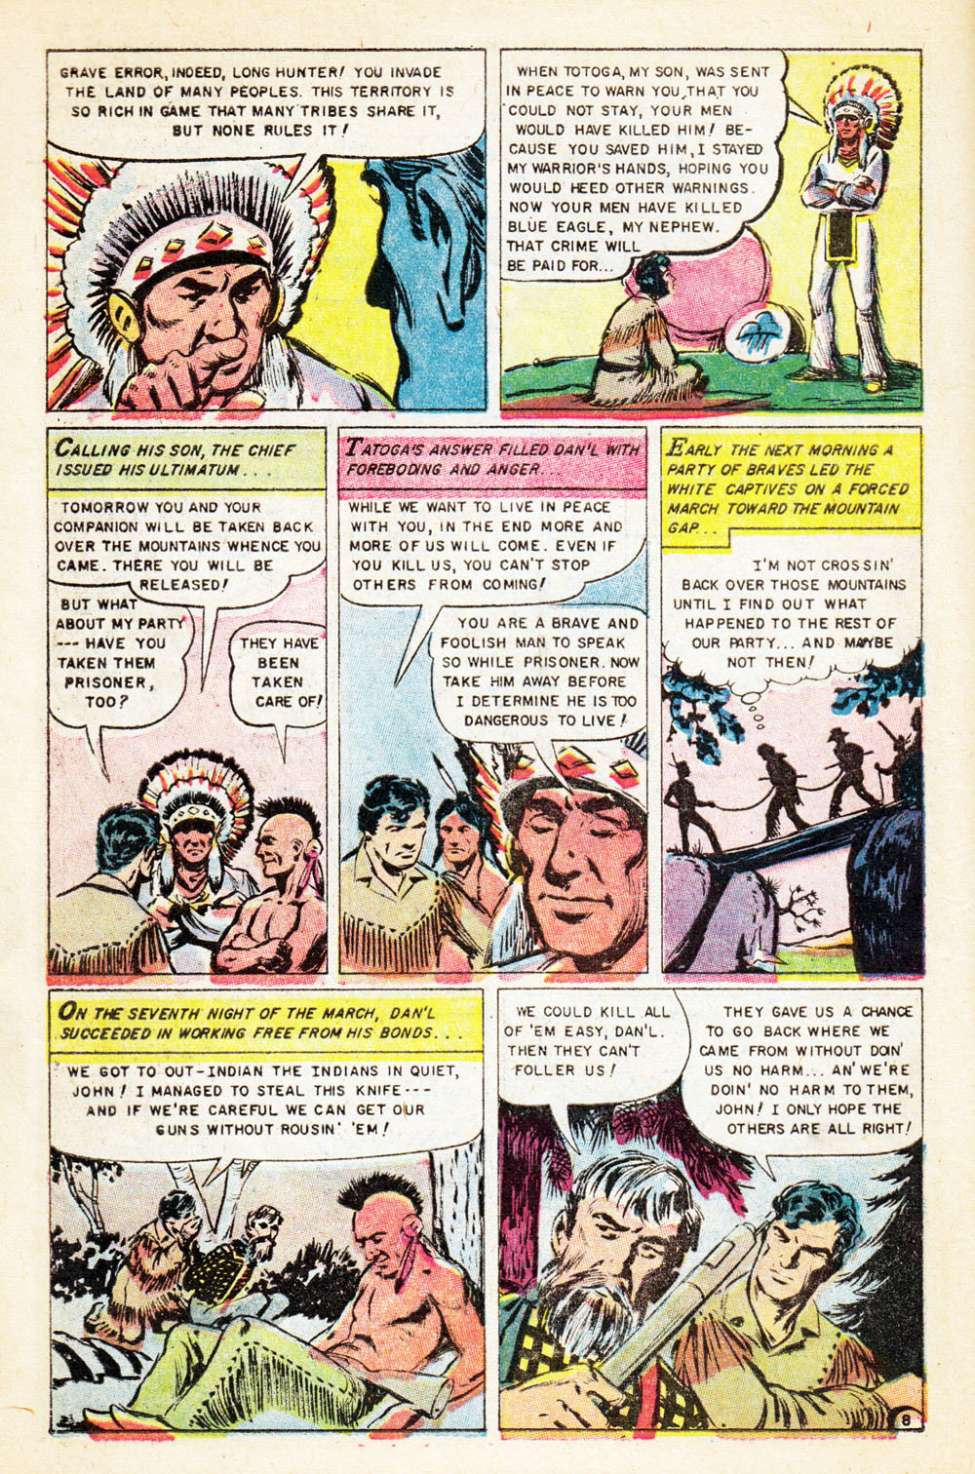 GRAVE ERROR, INDEED, LONG HUNTER! YOU INVADE
THE LAND OF MANY PEOPLES. THIS TERRITORY IS
SO RICH IN GAME THAT MANY TRIBES SHARE IT,
BUT NONE RULES IT!
WHEN TOTOGA, MY SON, WAS SENT
IN PEACE TO WARN YOU THAT YOU
COULD NOT STAY, YOUR MEN
WOULD HAVE KILLED HIM! BE-
CAUSE YOU SAVED HIM, I STAYED
MY WARRIOR'S HANDS, HOPING YOU
WOULD HEED OTHER WARNINGS.
NOW YOUR MEN HAVE KILLED
BLUE EAGLE, MY NEPHEW.
THAT CRIME WILL
BE PAID FOR...
CALLING HIS SON, THE CHIEF
ISSUED HIS ULTIMATUM...
TOMORROW YOU AND YOUR
COMPANION WILL BE TAKEN BACK
OVER THE MOUNTAINS WHENCE YOU
CAME. THERE YOU WILL BE
RELEASED!
BUT WHAT
ABOUT MY PARTY
--- HAVE YOU
TAKEN THEM
PRISONER,
TOO?
THEY HAVE
BEEN
TAKEN
CARE OF!
TATOGA'S ANSWER FILLED DAN'L WITH
FOREBODING AND ANGER...
WHILE WE WANT TO LIVE IN PEACE
WITH YOU, IN THE END MORE AND
MORE OF US WILL COME. EVEN IF
YOU KILL US, YOU CAN'T STOP
OTHERS FROM COMING!
YOU ARE A BRAVE AND
FOOLISH MAN TO SPEAK
SO WHILE PRISONER. NOW
TAKE HIM AWAY BEFORE
I DETERMINE HE IS TOO
DANGEROUS TO LIVE!
EARLY THE NEXT MORNING A
PARTY OF BRAVES LED THE
WHITE CAPTIVES ON A FORCED
MARCH TOWARD THE MOUNTAIN
GAP...
I'M NOT CROSSIN'
BACK OVER THOSE MOUNTAINS
UNTIL I FIND OUT WHAT
HAPPENED TO THE REST OF
OUR PARTY... AND MAYBE
NOT THEN!
ON THE SEVENTH NIGHT OF THE MARCH, DAN'L
SUCCEEDED IN WORKING FREE FROM HIS BONDS...
WE GOT TO OUT-INDIAN THE INDIANS IN QUIET,
JOHN! I MANAGED TO STEAL THIS KNIFE---
AND IF WE'RE CAREFUL WE CAN GET OUR
GUNS WITHOUT ROUSIN' 'EM!
WE COULD KILL ALL
OF 'EM EASY, DAN'L.
THEN THEY CAN'T
FOLLER US!
THEY GAVE US A CHANCE
TO GO BACK WHERE WE
CAME FROM WITHOUT DOIN'
US NO HARM... AN' WE'RE
DOIN' NO HARM TO THEM,
JOHN! I ONLY HOPE THE
OTHERS ARE ALL RIGHT!
8